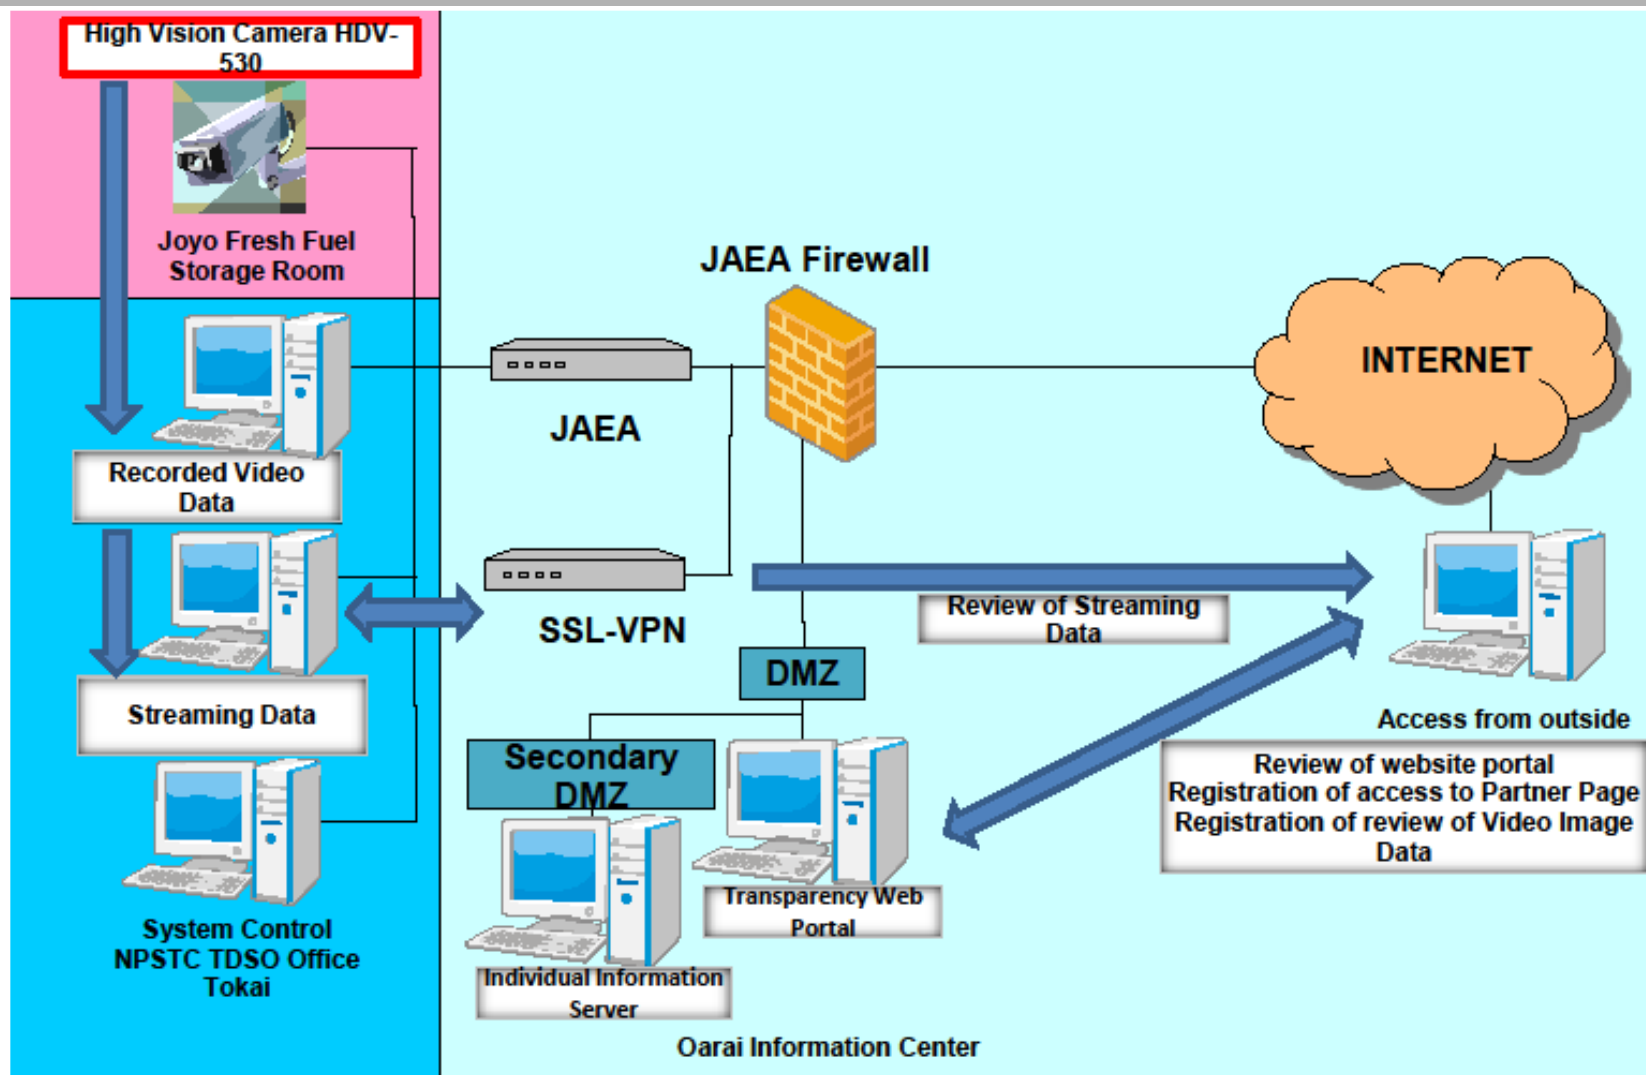 High Vision Camera HDV-
530
Joyo Fresh Fuel
Storage Room
JAEA Firewall
INTERNET
JAEA
Recorded Video
Data
SSL-VPN
Review of Streaming
Data
DMZ
Streaming Data
Access from outside
Secondary
DMZ
Review of website portal
Registration of access to Partner Page
Registration of review of Video Image
Data
Transparency Web
Portal
System Control
NPSTC TDSO Office
Tokai
Individual Information
Server
Oarai Information Center